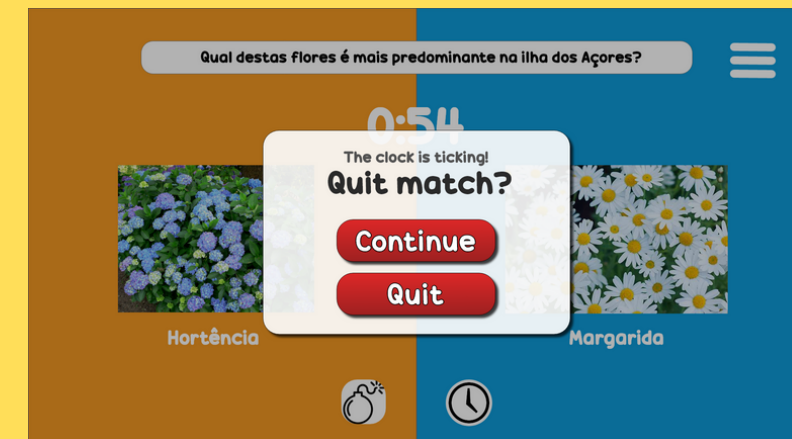 Qual destas flores é mais predominante na ilha dos Açores?
0:54
The clock is ticking!
Quit match?
Continue
Quit
Hortência
Margarida